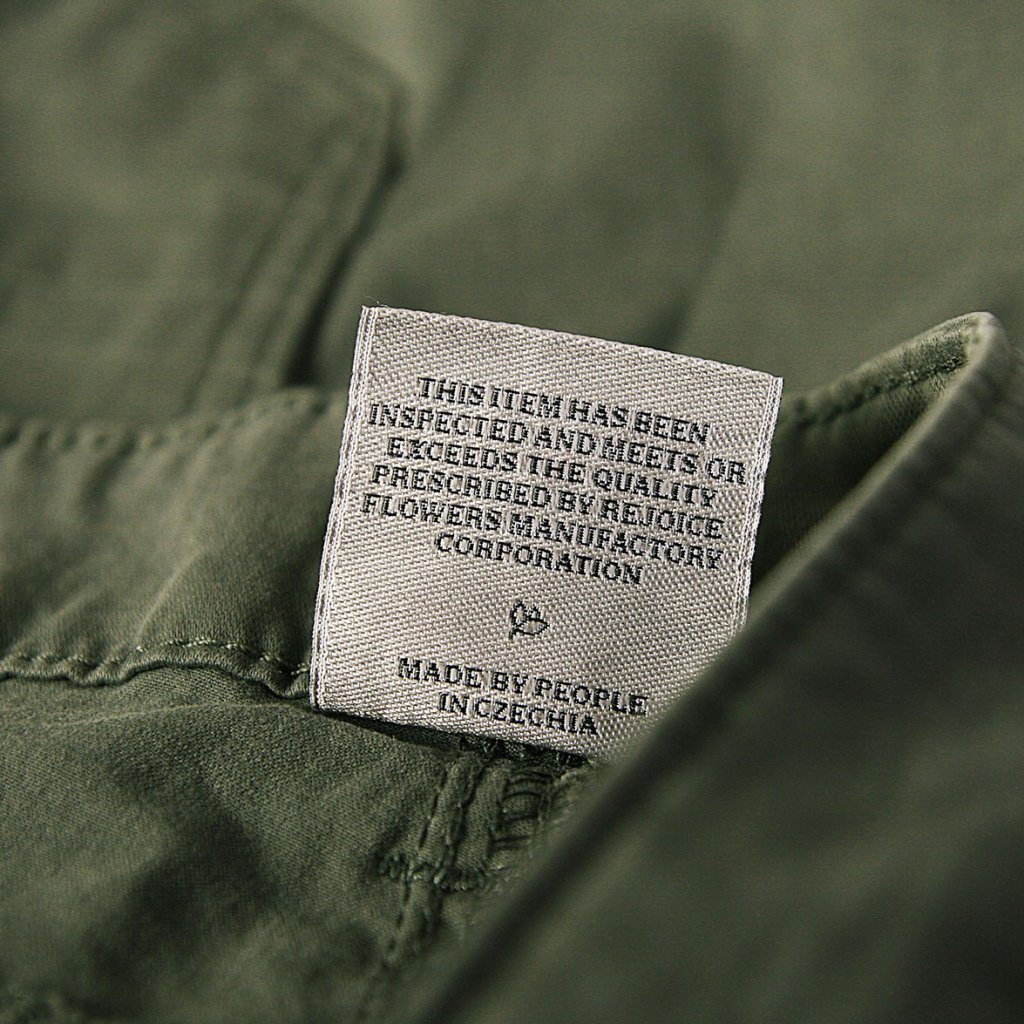 THIS ITEM HAS BEEN
INSPECTED AND MEETS OR
EXCEEDS THE QUALITY
PRESCRIBED BY REJOICE
FLOWERS MANUFACTORY
CORPORATION
MADE BY PEOPLE
IN CZECHIA